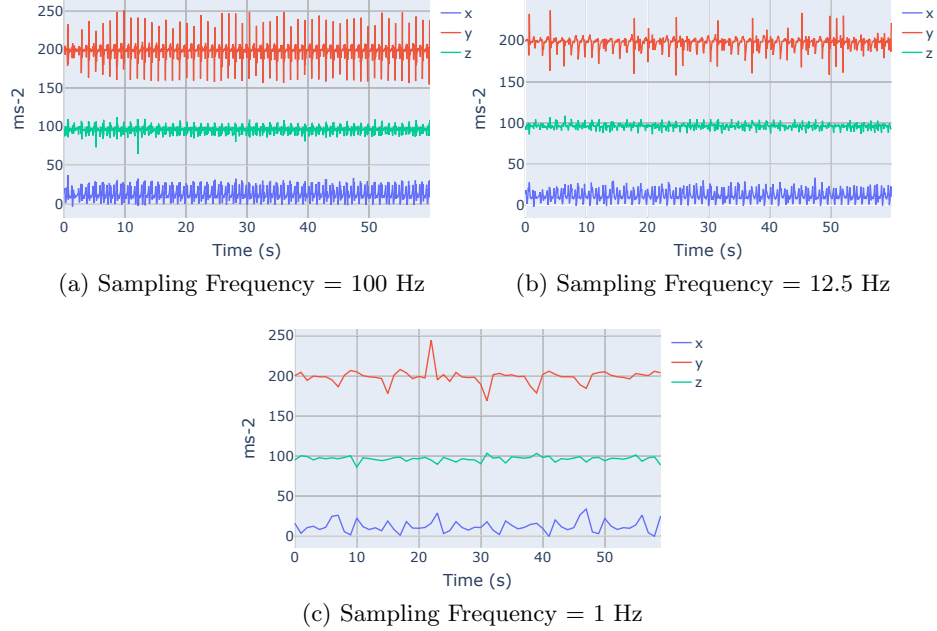 250
200
150
100
50
0
ms-2
0
10
20
30
40
50
Time (s)
x
y
z
(a) Sampling Frequency = 100 Hz
200
150
100
50
0
ms-2
0
10
20
30
40
50
Time (s)
x
y
z
(b) Sampling Frequency = 12.5 Hz
250
200
150
100
50
0
ms-2
0
10
20
30
40
50
Time (s)
x
y
z
(c) Sampling Frequency = 1 Hz